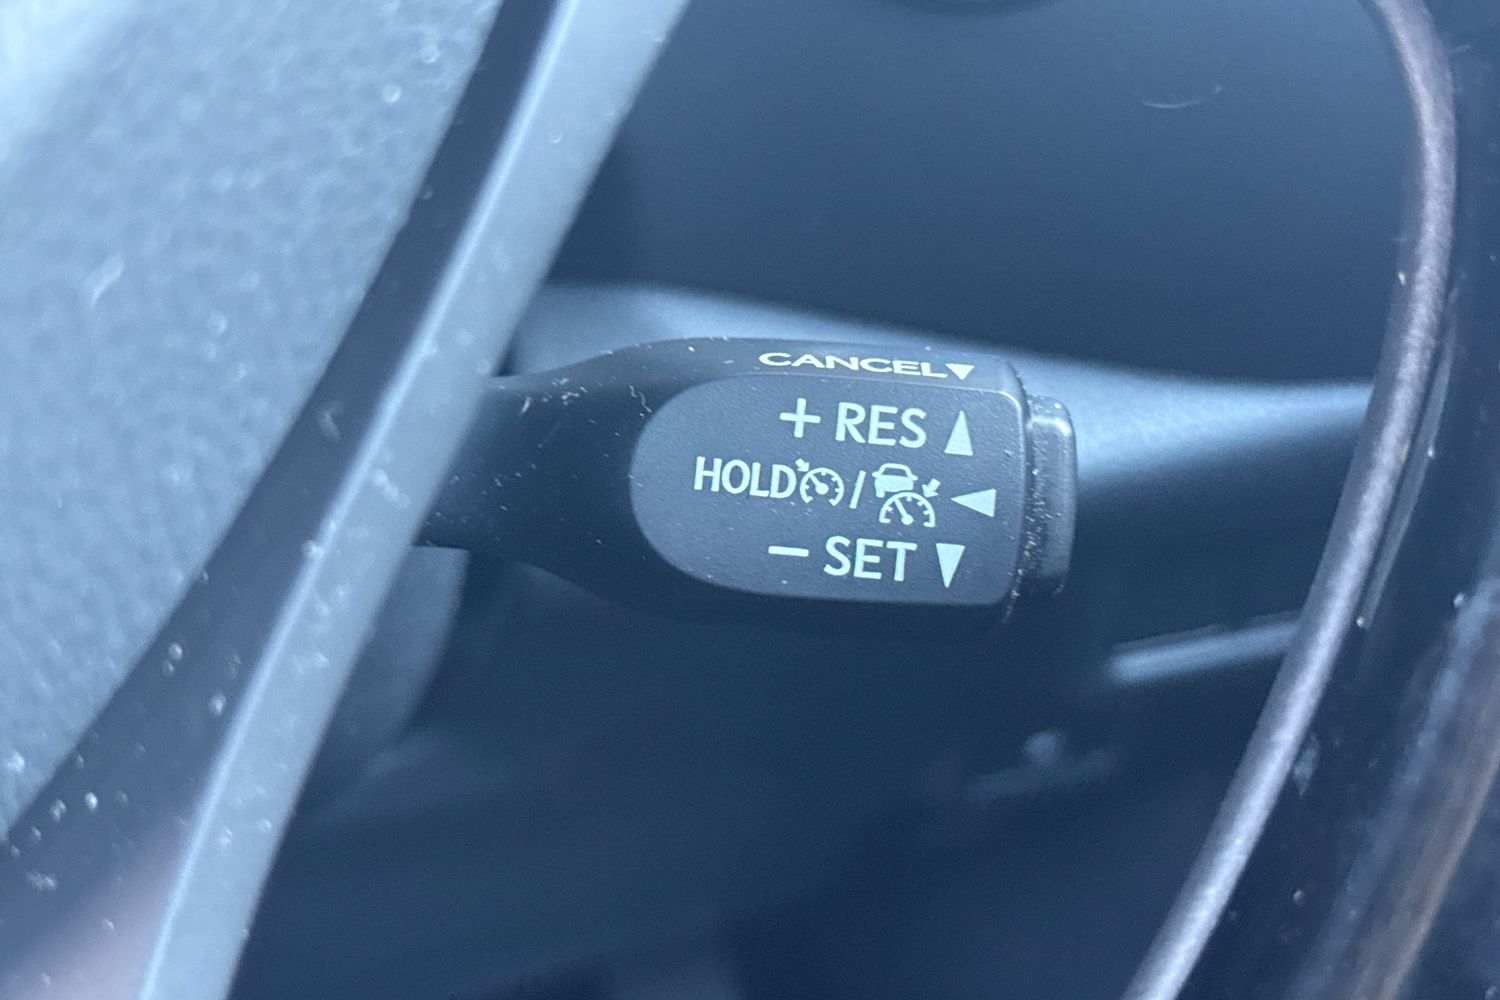 CANCEL▼
+ RES ▲
HOLD / ◀
− SET ▼